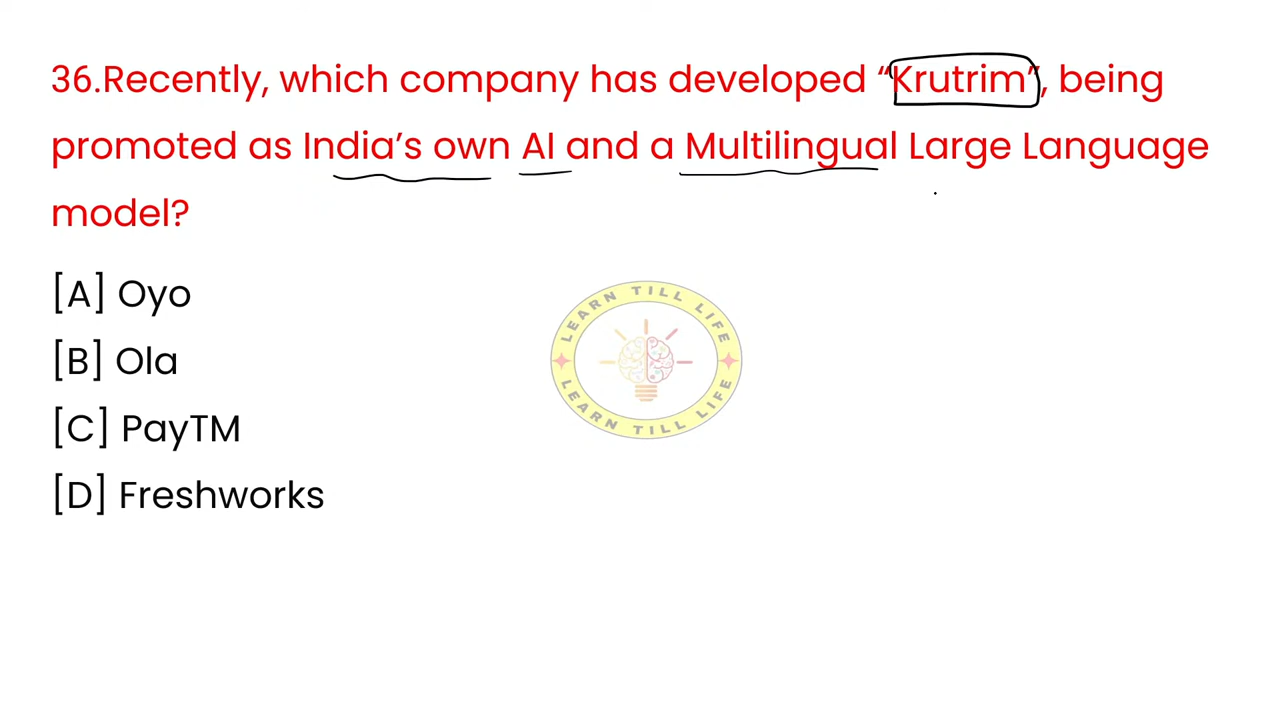 36.Recently, which company has developed “Krutrim”, being
promoted as India’s own AI and a Multilingual Large Language
model?
[A] Oyo
[B] Ola
[C] PayTM
[D] Freshworks
LEARN TILL LIFE
LEARN TILL LIFE